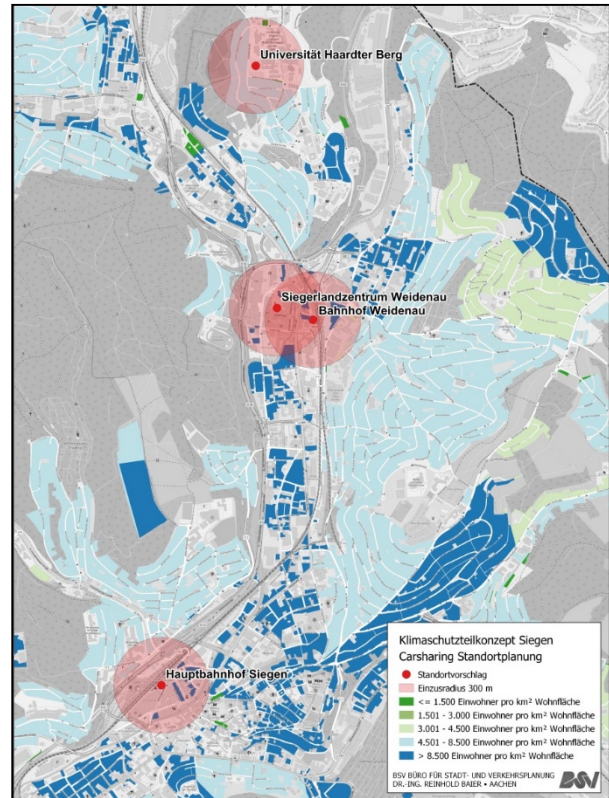 Universität Haardter Berg
Siegerlandzentrum Weidenau
Bahnhof Weidenau
Hauptbahnhof Siegen
Klimaschutzteilkonzept Siegen
Carsharing Standortplanung
Standortvorschlag
Einzusradius 300 m
<= 1.500 Einwohner pro km² Wohnfläche
1.501 - 3.000 Einwohner pro km² Wohnfläche
3.001 - 4.500 Einwohner pro km² Wohnfläche
4.501 - 8.500 Einwohner pro km² Wohnfläche
> 8.500 Einwohner pro km² Wohnfläche
BSV BÜRO FÜR STADT- UND VERKEHRSPLANUNG
DR.-ING. REINHOLD BAIER • AACHEN
BSV